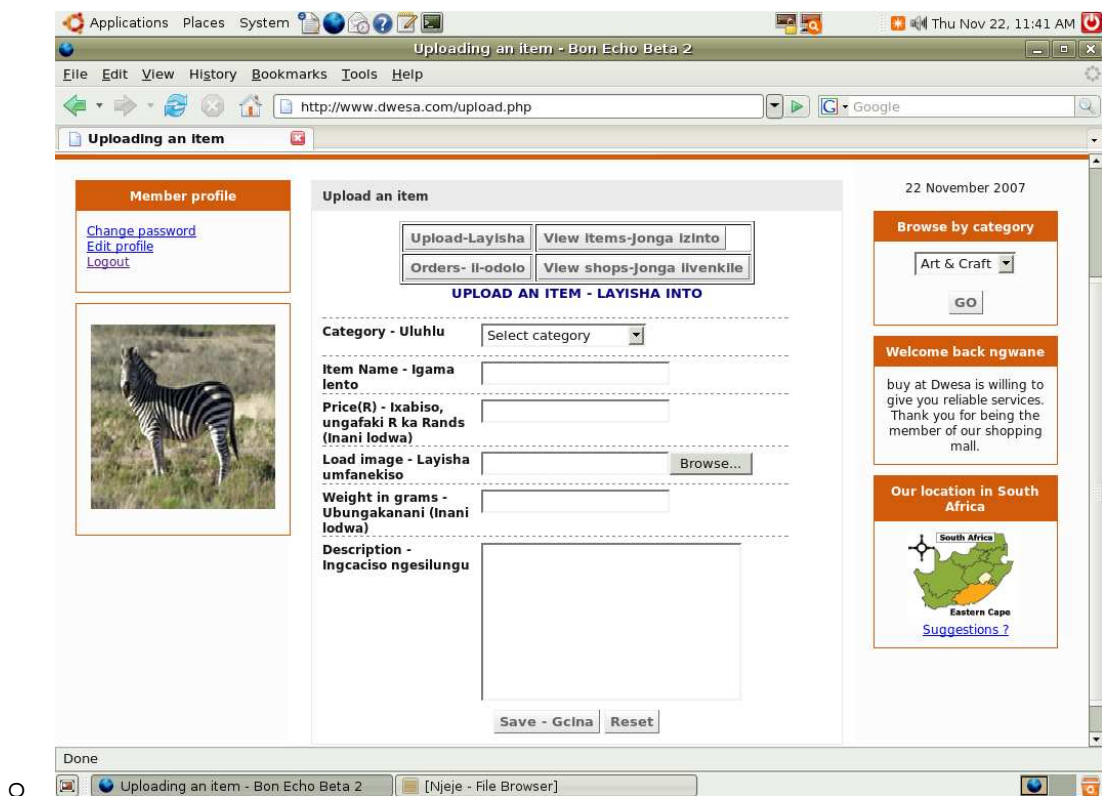 Applications Places System
Thu Nov 22, 11:41 AM
Uploading an item - Bon Echo Beta 2
File Edit View History Bookmarks Tools Help
http://www.dwesa.com/upload.php
Google
Uploading an item
Member profile
Change password
Edit profile
Logout
Upload an item
Upload-Layisha View items-Jonga Izinto
Orders- ii-odolo View shops-Jonga iivenkile
UPLOAD AN ITEM - LAYISHA INTO
Category - Uluhlu
Select category
Item Name - Igama
lento
Price(R) - Ixabiso,
ungafaki R ka Rands
(Inani lodwa)
Load image - Layisha
umfanekiso
Browse...
Weight in grams -
Ubungakanani (Inani
lodwa)
Description -
Ingcaciso ngesilungu
Save - Gcina Reset
22 November 2007
Browse by category
Art & Craft
GO
Welcome back ngwane
buy at Dwesa is willing to
give you reliable services.
Thank you for being the
member of our shopping
mall.
Our location in South
Africa
South Africa
Eastern Cape
Suggestions ?
Done
Uploading an item - Bon Echo Beta 2
[Njeje - File Browser]